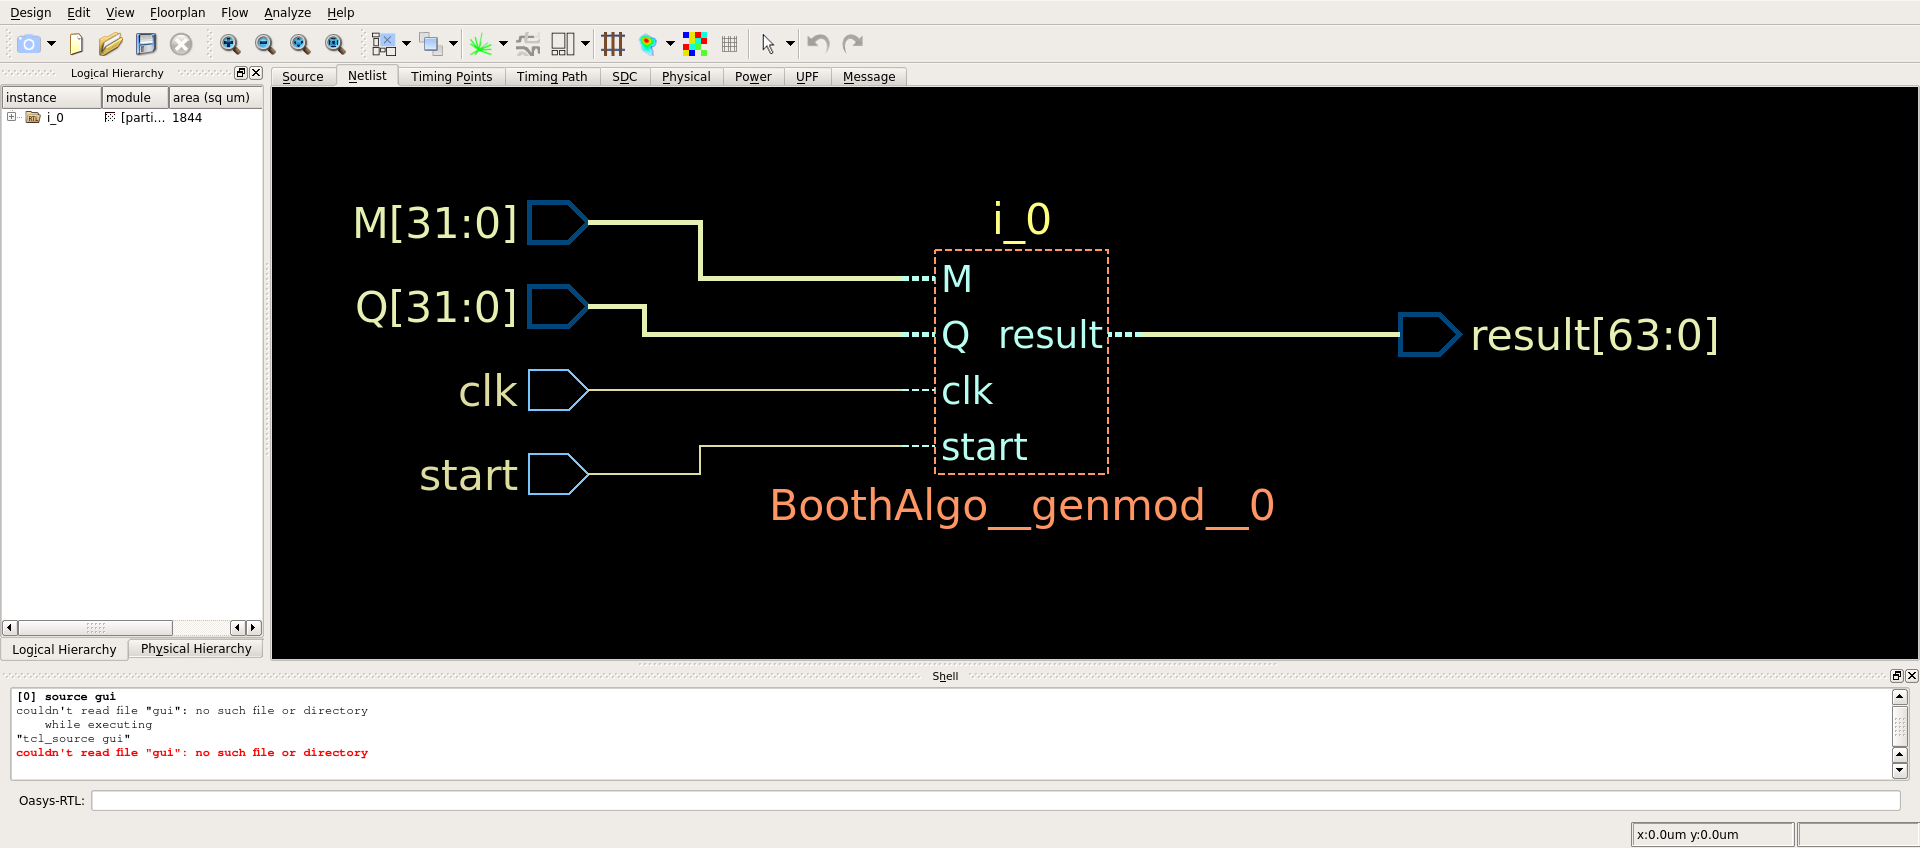 Design Edit View Floorplan Flow Analyze Help
Logical Hierarchy
Source Netlist Timing Points Timing Path SDC Physical Power UPF Message
instance module area (sq um)
i_0 [parti... 1844
M[31:0]
Q[31:0]
clk
start
i_0
M
Q result
clk
start
result[63:0]
BoothAlgo__genmod__0
Logical Hierarchy Physical Hierarchy
Shell
[0] source gui
couldn't read file "gui": no such file or directory
while executing
"tcl_source gui"
couldn't read file "gui": no such file or directory
Oasys-RTL:
x:0.0um y:0.0um